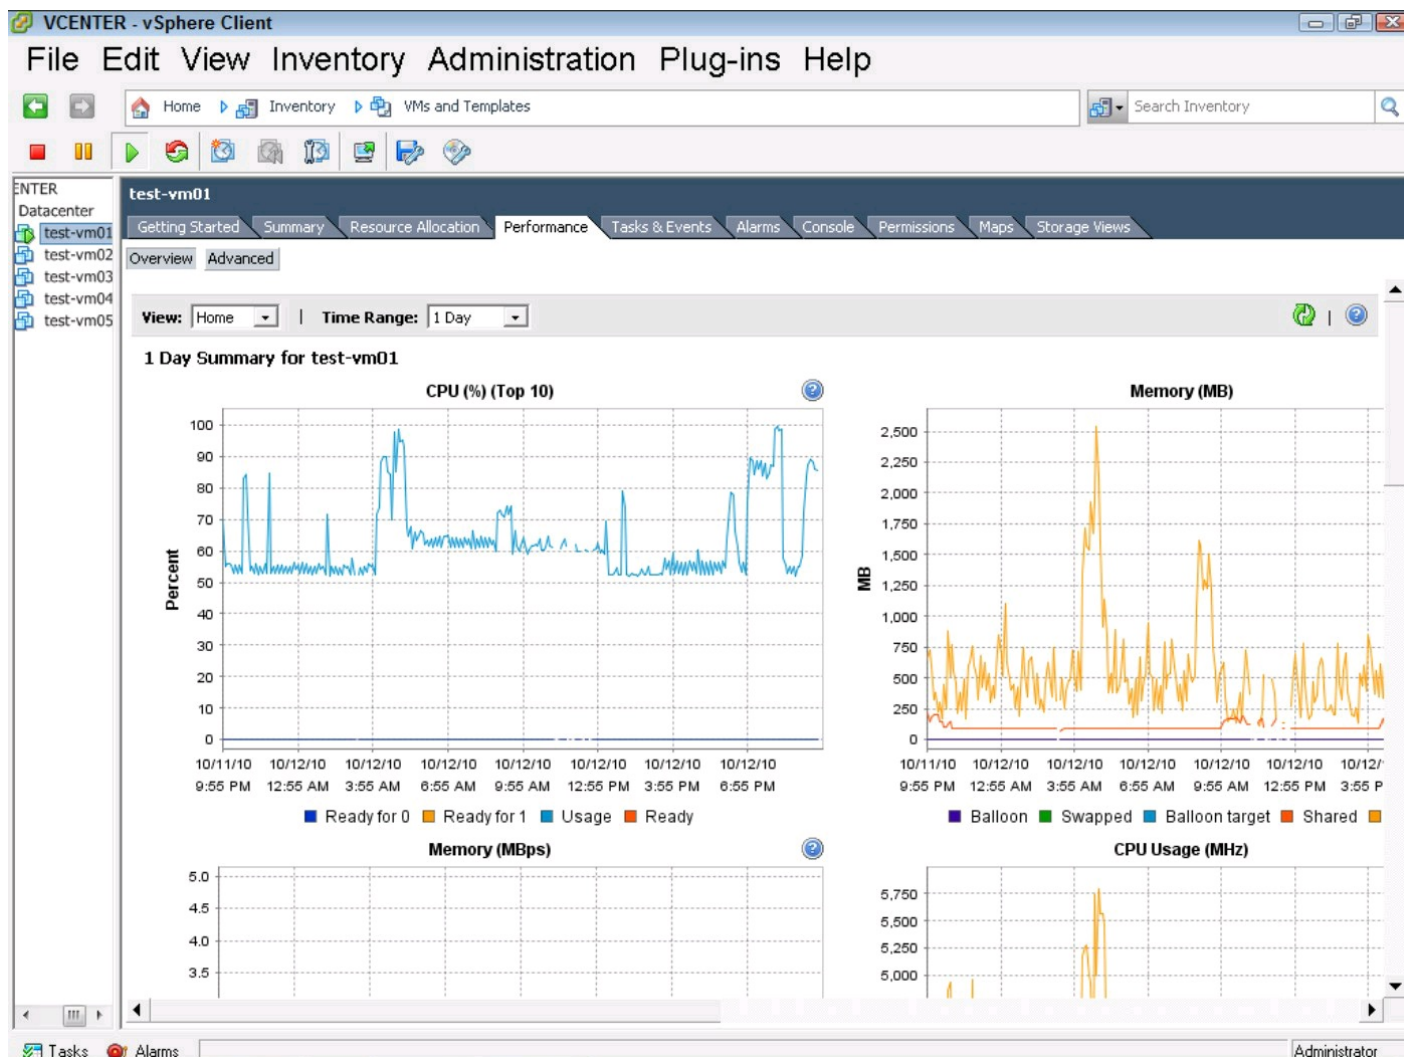 VCENTER - vSphere Client
File Edit View Inventory Administration Plug-ins Help
Home Inventory VMs and Templates Search Inventory
ENTER
Datacenter
test-vm01
test-vm02
test-vm03
test-vm04
test-vm05
test-vm01
Getting Started Summary Resource Allocation Performance Tasks & Events Alarms Console Permissions Maps Storage Views
Overview Advanced
View: Home | Time Range: 1 Day |
1 Day Summary for test-vm01
CPU (%) (Top 10)
100
90
80
70
60
50
40
30
20
10
0
Percent
10/11/10 10/12/10 10/12/10 10/12/10 10/12/10 10/12/10 10/12/10 10/12/10
9:55 PM 12:55 AM 3:55 AM 6:55 AM 9:55 AM 12:55 PM 3:55 PM 6:55 PM
Ready for 0 Ready for 1 Usage Ready
Memory (MB)
2,500
2,250
2,000
1,750
1,500
1,250
1,000
750
500
250
0
MB
10/11/10 10/12/10 10/12/10 10/12/10 10/12/10 10/12/10 10/12/1
9:55 PM 12:55 AM 3:55 AM 6:55 AM 9:55 AM 12:55 PM 3:55 P
Balloon Swapped Balloon target Shared
Memory (MBps)
5.0
4.5
4.0
3.5
CPU Usage (MHz)
5,750
5,500
5,250
5,000
Tasks Alarms Administrator